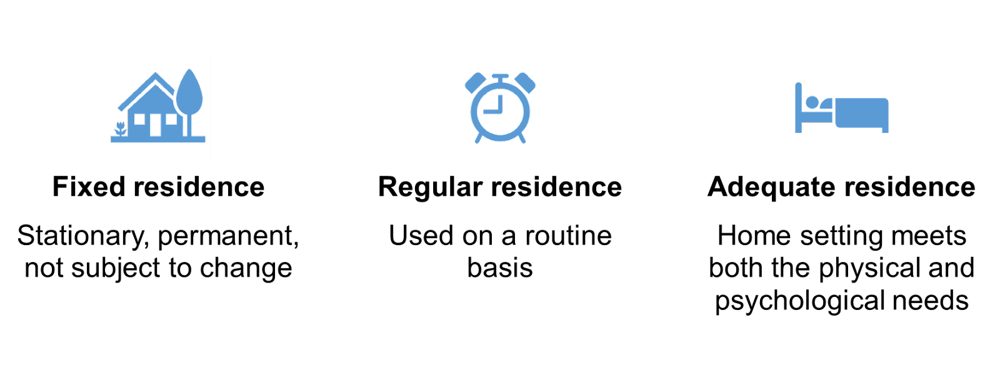 Fixed residence
Stationary, permanent,
not subject to change
Regular residence
Used on a routine
basis
Adequate residence
Home setting meets
both the physical and
psychological needs